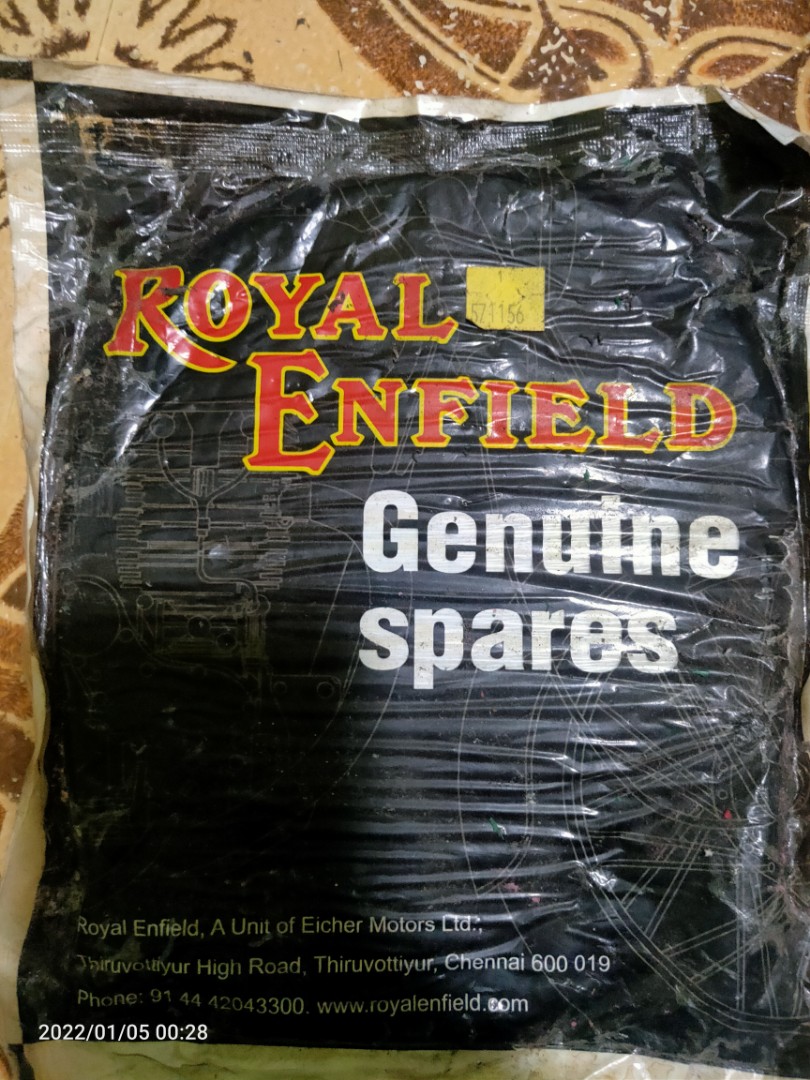 ROYAL
571156
ENFIELD
Genuine
spares
Royal Enfield, A Unit of Eicher Motors Ltd.,
Thiruvottiyur High Road, Thiruvottiyur, Chennai 600 019
Phone: 91 44 42043300. www.royalenfield.com
2022/01/05 00:28